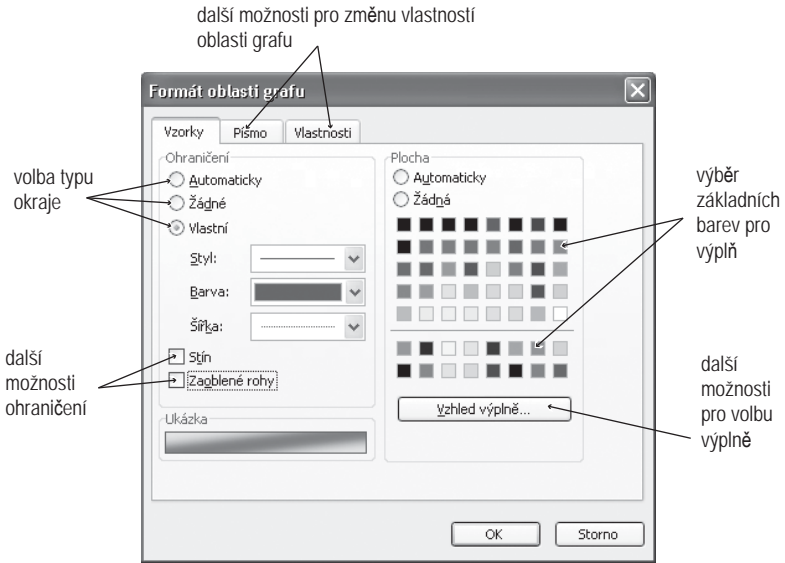 další možnosti pro změnu vlastností
oblasti grafu
Formát oblasti grafu
Vzorky Písmo Vlastnosti
volba typu
okraje
Ohraničení
Automaticky
Žádné
Vlastní
Styl:
Barva:
Šířka:
další
možnosti
ohraničení
Stín
Zaoblené rohy
Ukázka
Plocha
Automaticky
Žádná
výběr
základních
barev pro
výplň
Vzhled výplně...
další
možnosti
pro volbu
výplně
OK Storno